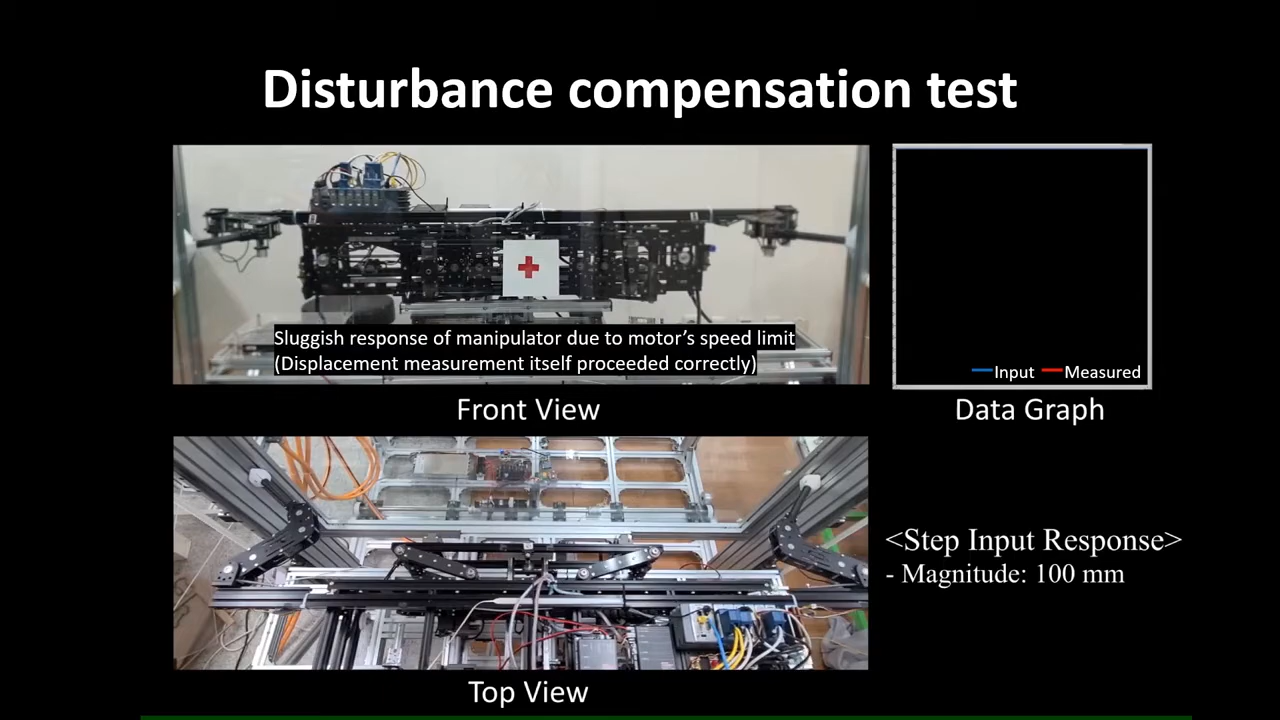 Disturbance compensation test
Sluggish response of manipulator due to motor’s speed limit
(Displacement measurement itself proceeded correctly)
Input Measured
Front View
Data Graph
<Step Input Response>
- Magnitude: 100 mm
Top View